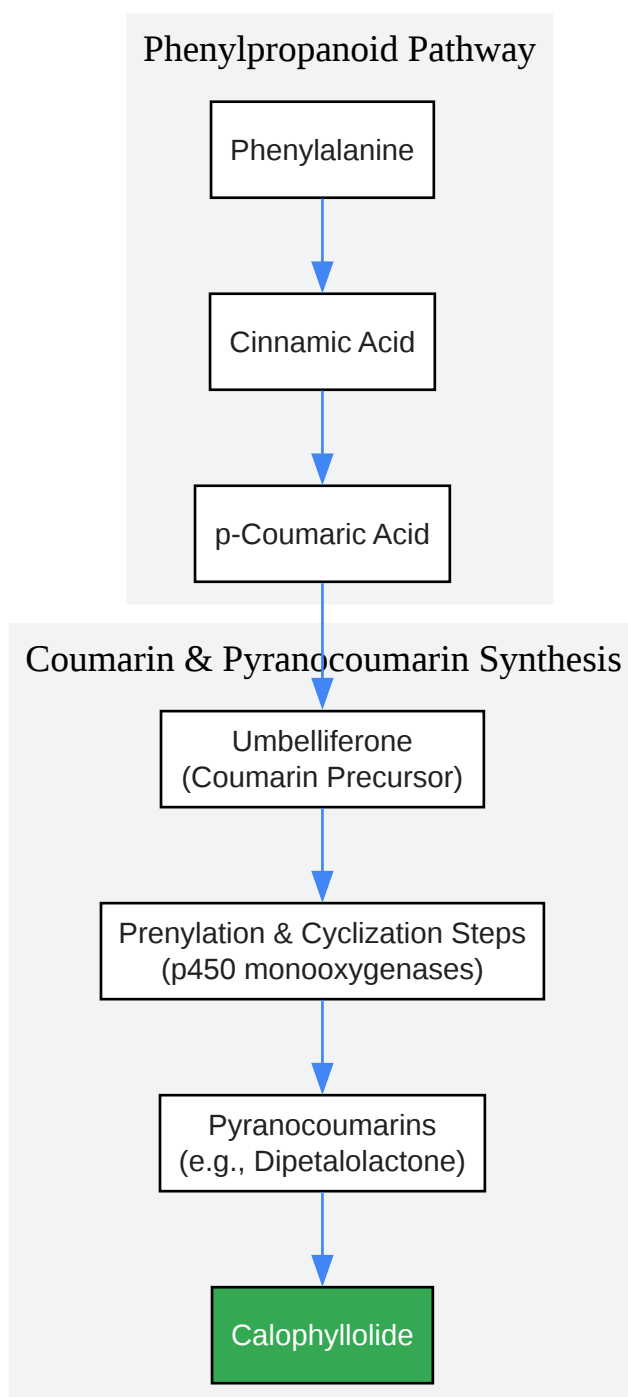 Phenylpropanoid Pathway
Phenylalanine
Cinnamic Acid
p-Coumaric Acid
Coumarin & Pyranocoumarin Synthesis
Umbelliferone
(Coumarin Precursor)
Prenylation & Cyclization Steps
(p450 monooxygenases)
Pyranocoumarins
(e.g., Dipetalolactone)
Calophyllolide